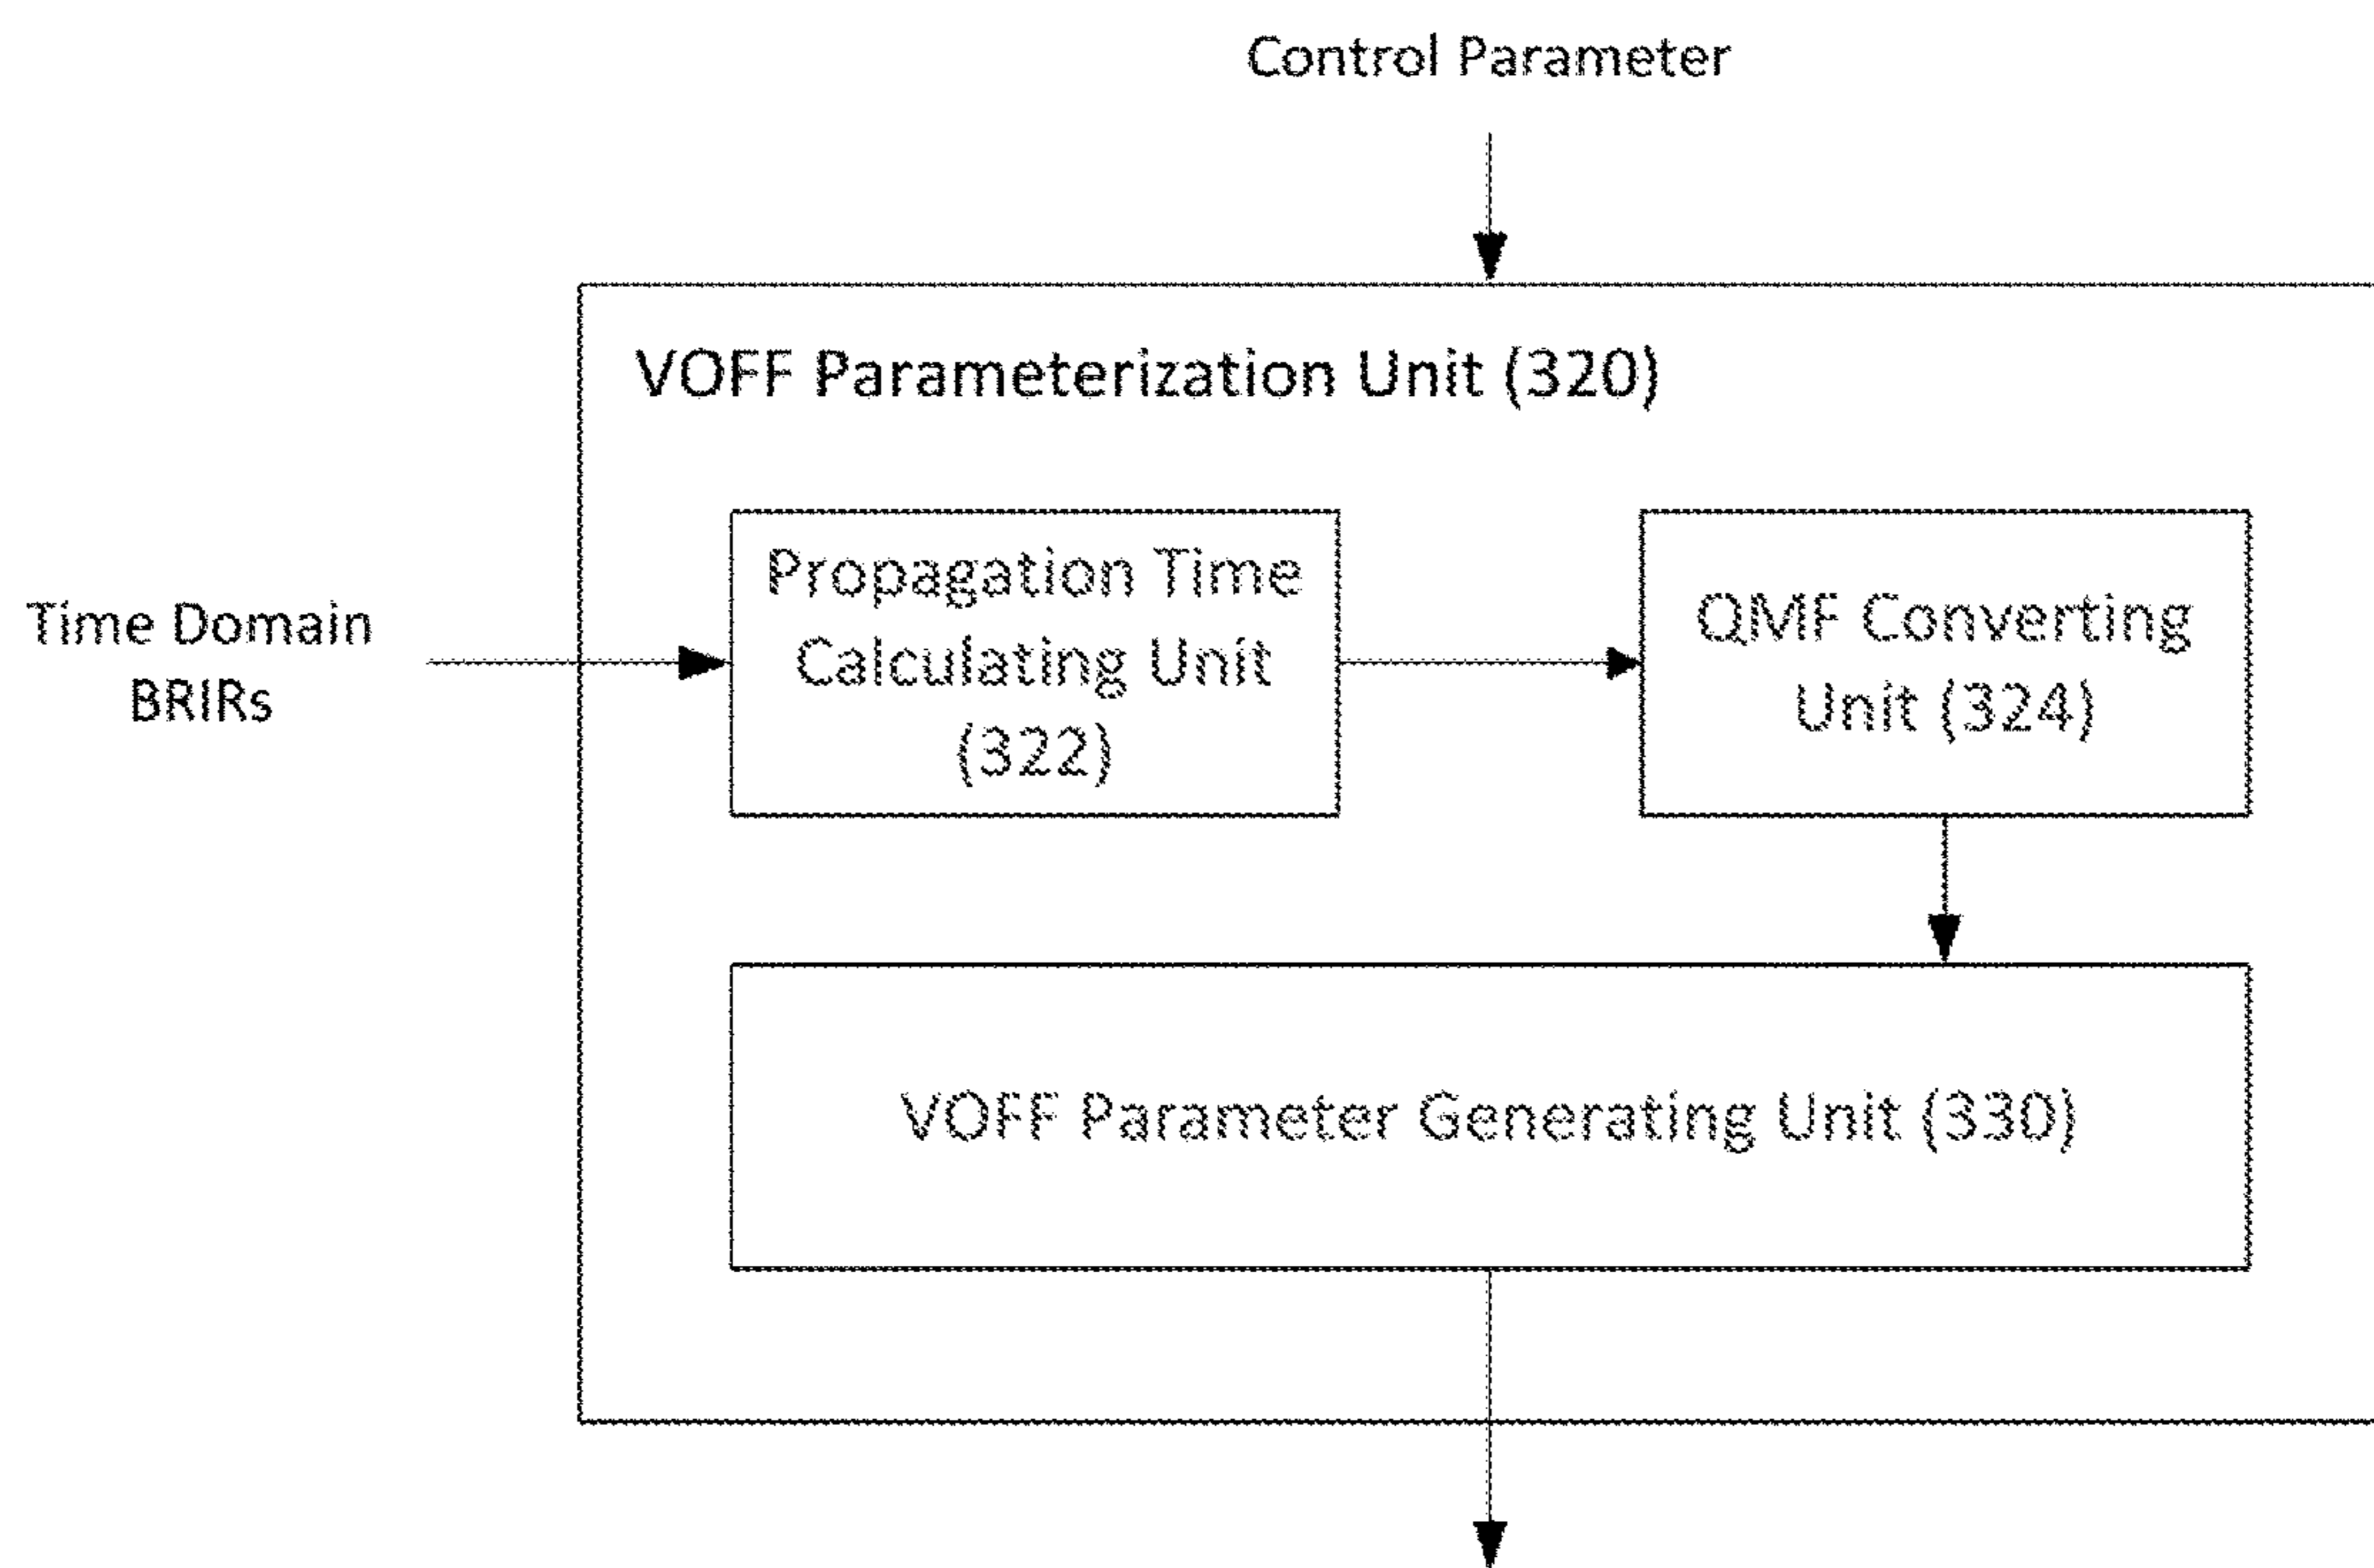 Control Parameter
VOFF Parameterization Unit (320)
Time Domain
BRIRs
Propagation Time
Calculating Unit
(322)
QMF Converting
Unit (324)
VOFF Parameter Generating Unit (330)